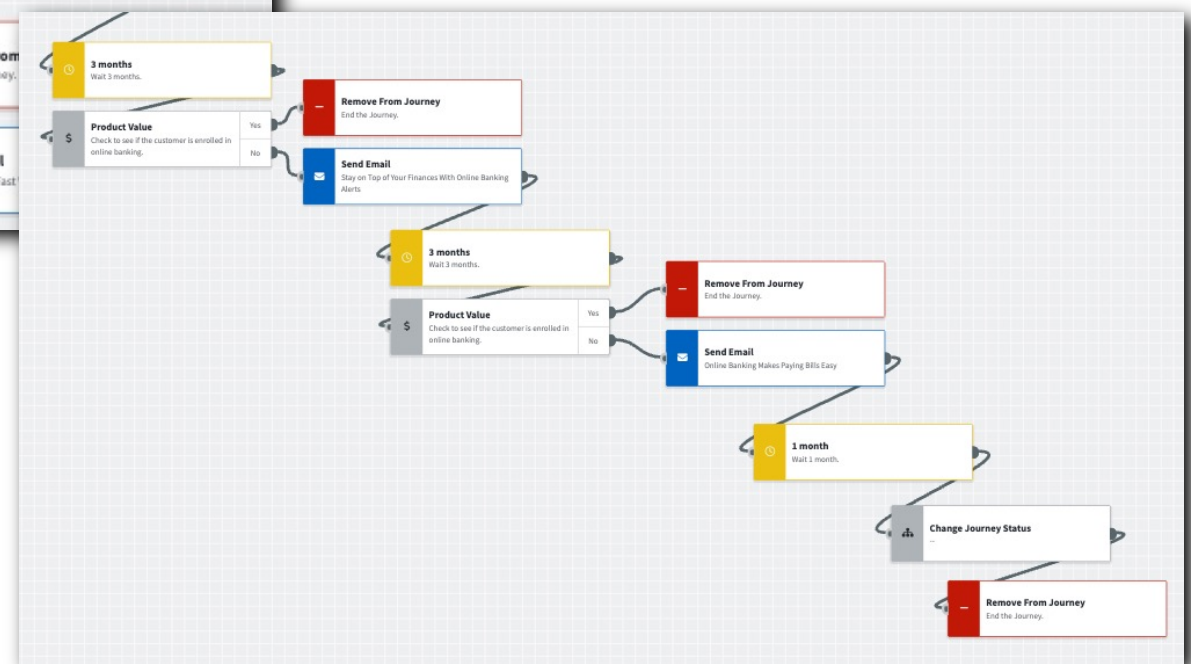 3 months
Wait 3 months.
Product Value
Check to see if the customer is enrolled in
online banking.
Yes
No
Remove From Journey
End the Journey.
Send Email
Stay on Top of Your Finances With Online Banking
Alerts
3 months
Wait 3 months.
Product Value
Check to see if the customer is enrolled in
online banking.
Yes
No
Remove From Journey
End the Journey.
Send Email
Online Banking Makes Paying Bills Easy
1 month
Wait 1 month.
Change Journey Status
--
Remove From Journey
End the Journey.